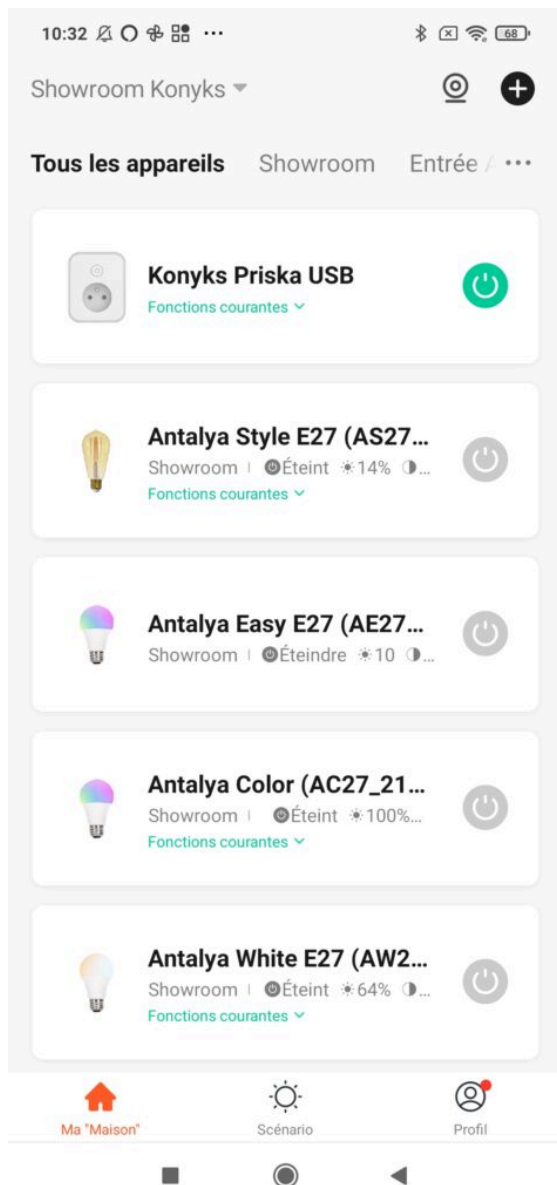 10:32 ... 68
Showroom Konyks
Tous les appareils Showroom Entrée / ...
Konyks Priska USB
Fonctions courantes
Antalya Style E27 (AS27...
Showroom | Éteint 14% ...
Fonctions courantes
Antalya Easy E27 (AE27...
Showroom | Éteindre 10 ...
Antalya Color (AC27_21...
Showroom | Éteint 100%...
Fonctions courantes
Antalya White E27 (AW2...
Showroom | Éteint 64% ...
Fonctions courantes
Ma "Maison" Scénario Profil